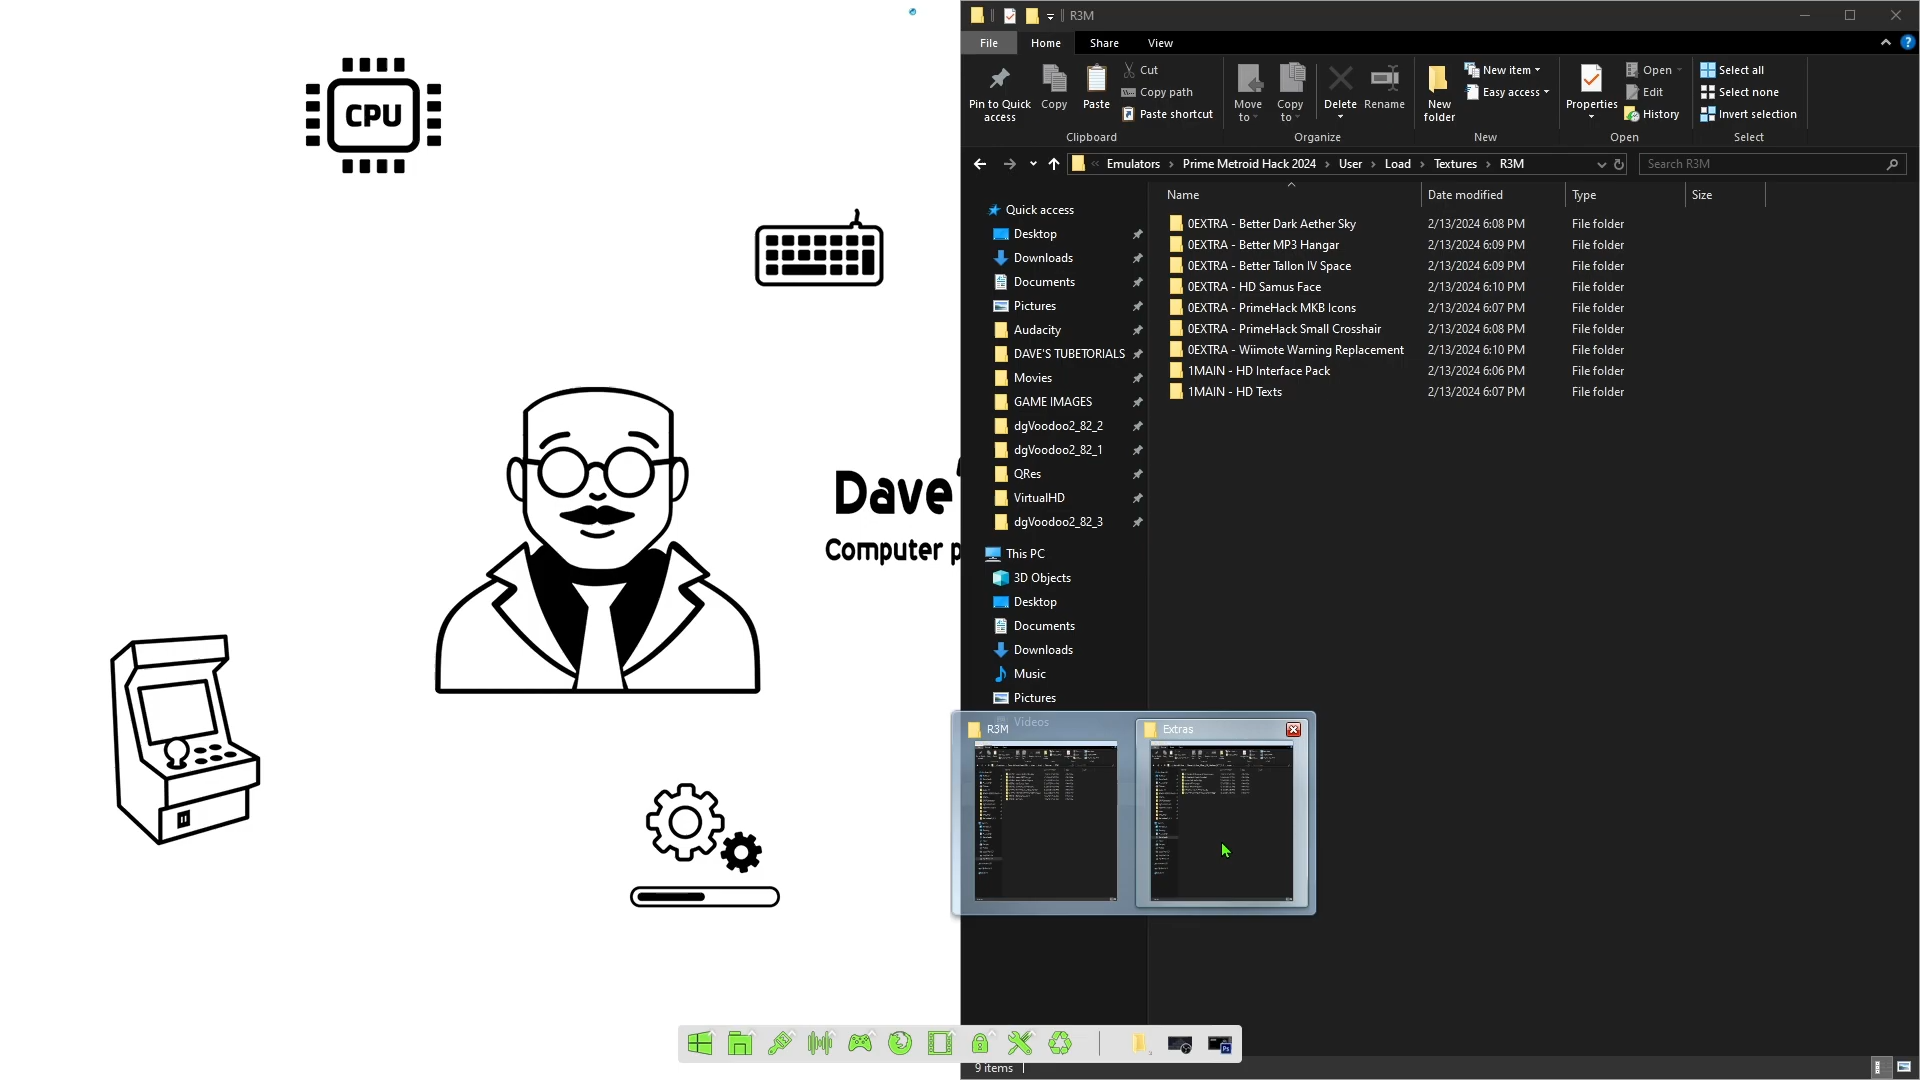 R3M
File
Home
Share
View
Pin to Quick access
Copy
Paste
Cut
Copy path
Paste shortcut
Clipboard
Move to
Copy to
Delete
Rename
Organize
New folder
New item
Easy access
New
Properties
Open
Edit
History
Open
Select all
Select none
Invert selection
Select
« Emulators › Prime Metroid Hack 2024 › User › Load › Textures › R3M
Search R3M
Name
Date modified
Type
Size
Quick access
Desktop
Downloads
Documents
Pictures
Audacity
DAVE'S TUBETORIALS
Movies
GAME IMAGES
dgVoodoo2_82_2
dgVoodoo2_82_1
QRes
VirtualHD
dgVoodoo2_82_3
This PC
3D Objects
Desktop
Documents
Downloads
Music
Pictures
Videos
0EXTRA - Better Dark Aether Sky 2/13/2024 6:08 PM File folder
0EXTRA - Better MP3 Hangar 2/13/2024 6:09 PM File folder
0EXTRA - Better Tallon IV Space 2/13/2024 6:09 PM File folder
0EXTRA - HD Samus Face 2/13/2024 6:10 PM File folder
0EXTRA - PrimeHack MKB Icons 2/13/2024 6:07 PM File folder
0EXTRA - PrimeHack Small Crosshair 2/13/2024 6:08 PM File folder
0EXTRA - Wiimote Warning Replacement 2/13/2024 6:10 PM File folder
1MAIN - HD Interface Pack 2/13/2024 6:06 PM File folder
1MAIN - HD Texts 2/13/2024 6:07 PM File folder
R3M
Extras
9 items
CPU
Dave'
Computer p
Ps